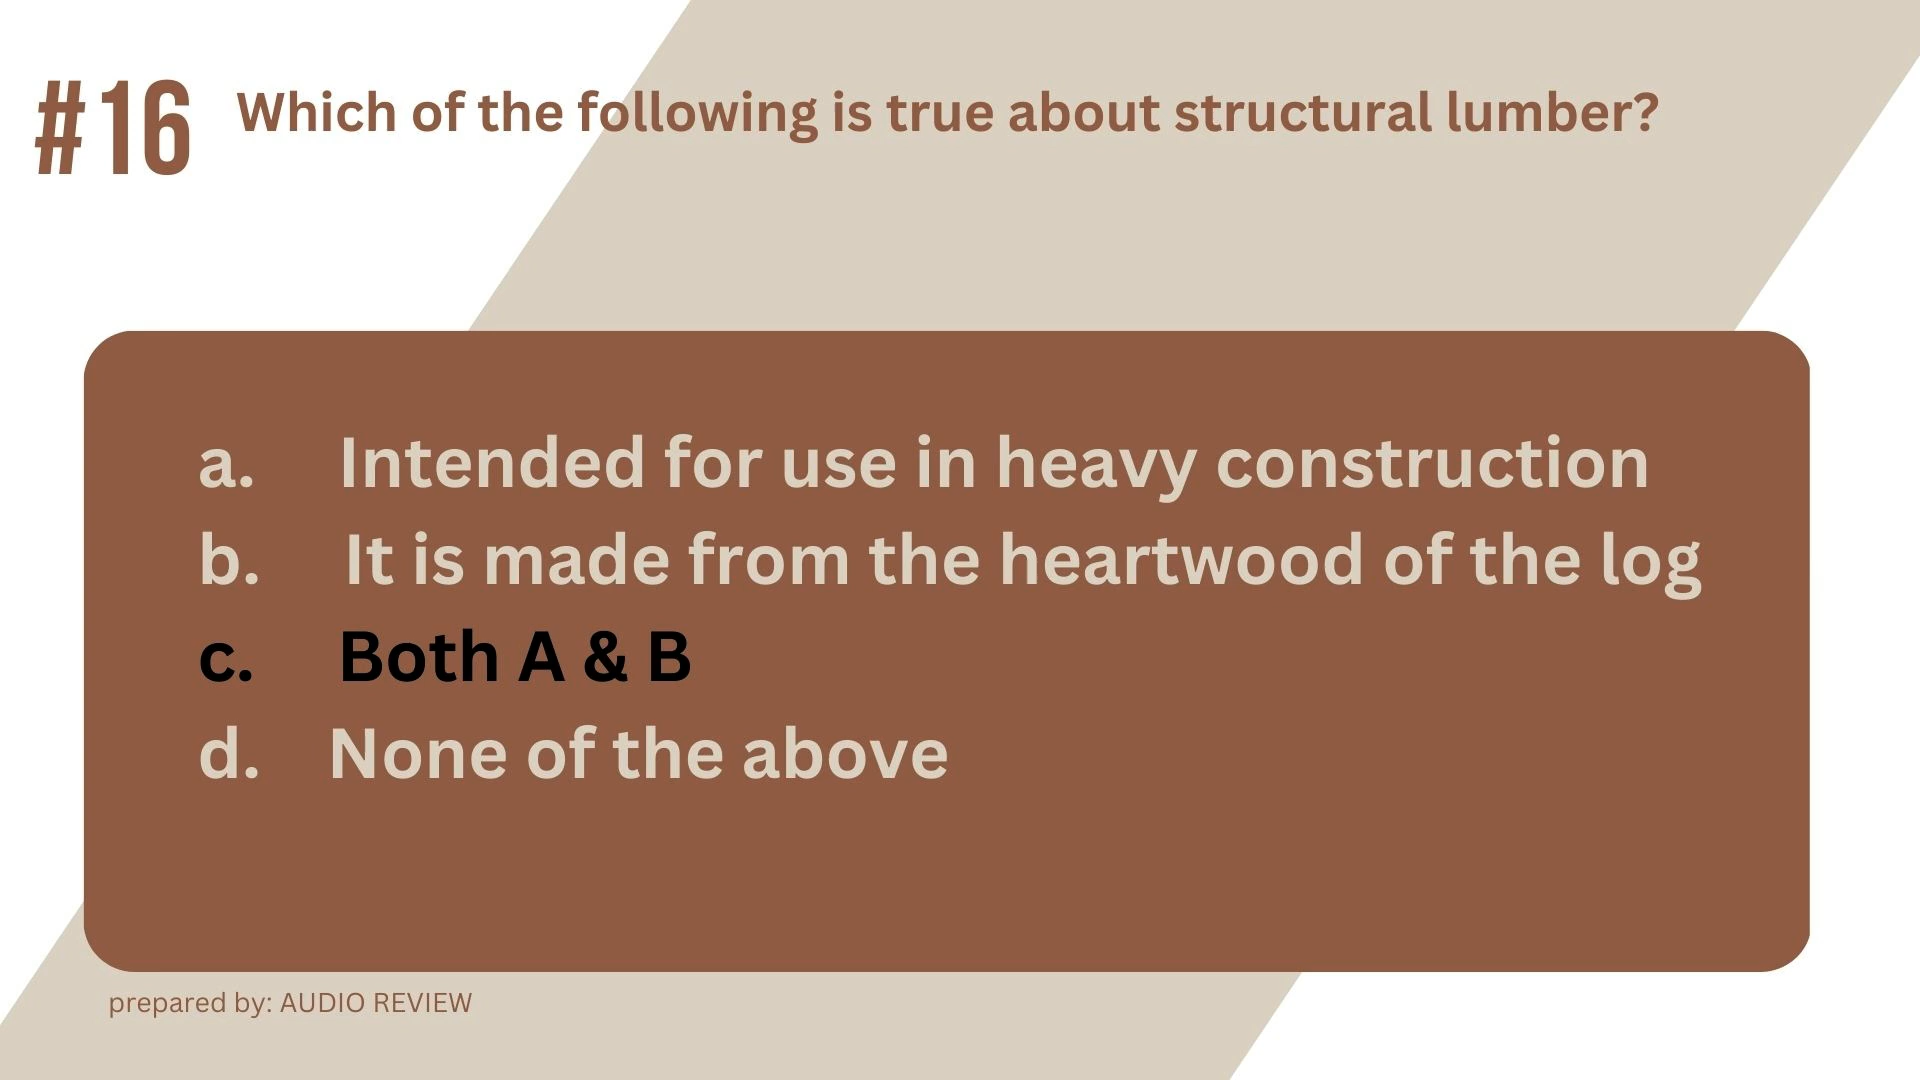 #16 Which of the following is true about structural lumber?
a. Intended for use in heavy construction
b. It is made from the heartwood of the log
c. Both A & B
d. None of the above
prepared by: AUDIO REVIEW